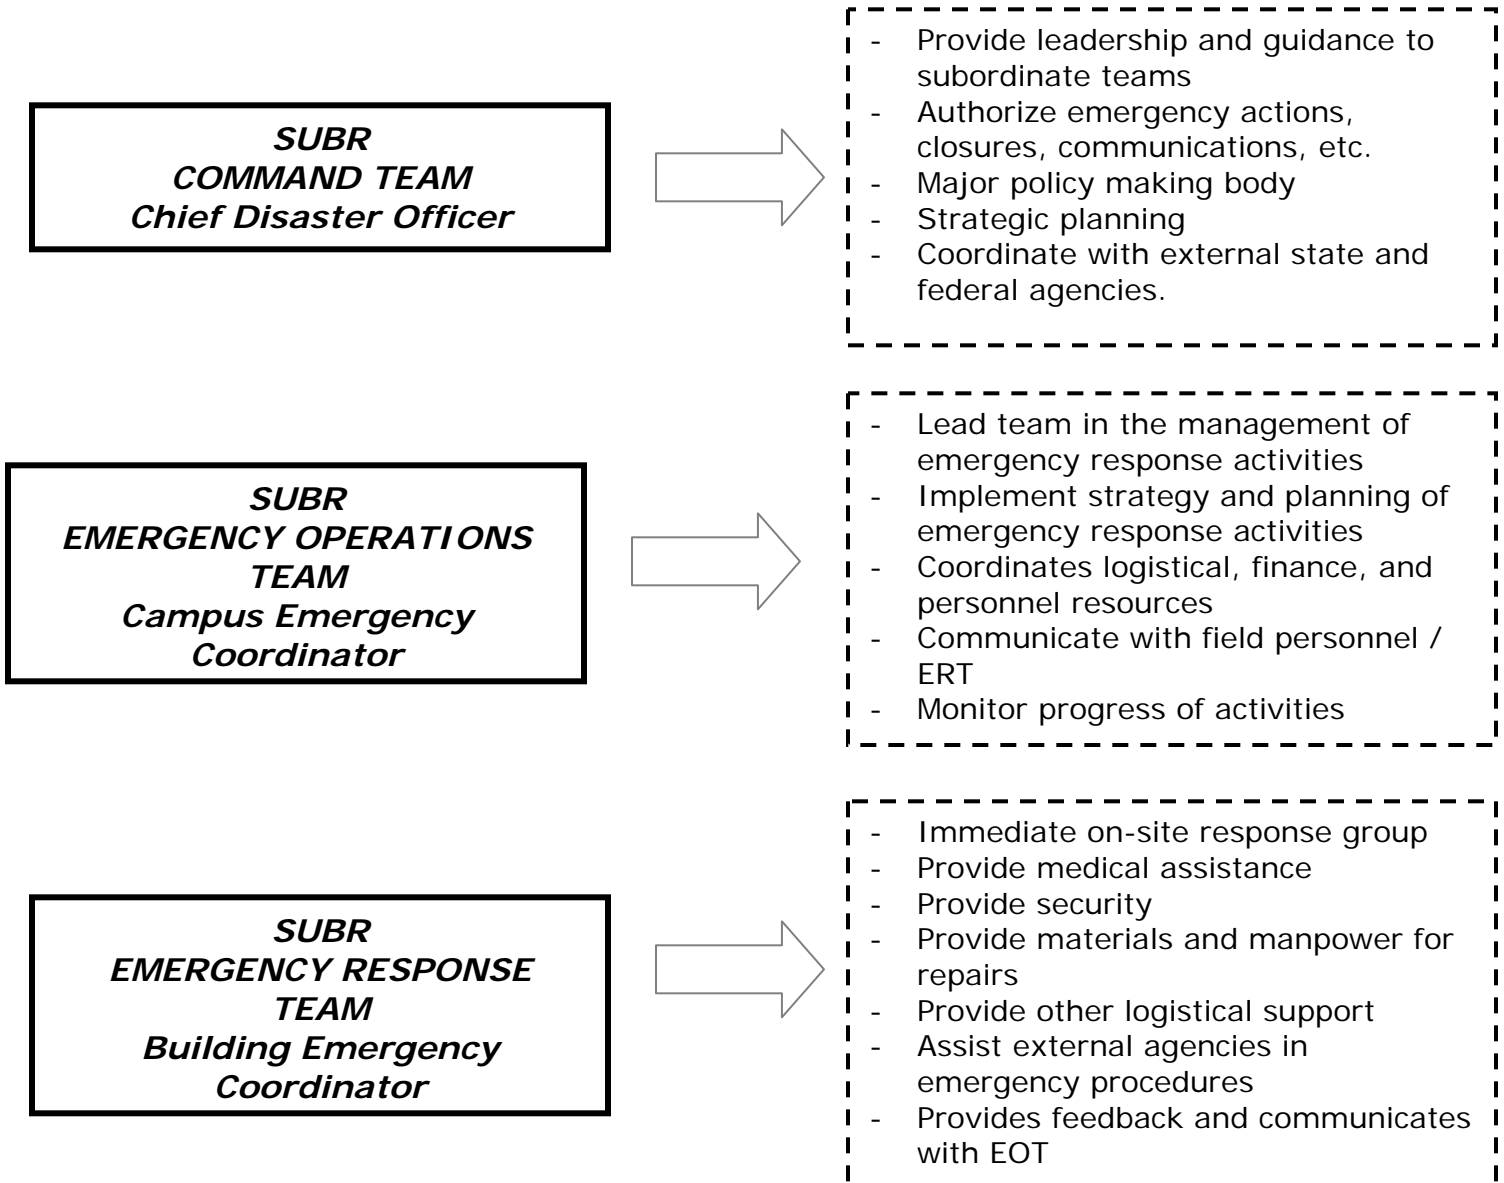 SUBR
COMMAND TEAM
Chief Disaster Officer
- Provide leadership and guidance to
subordinate teams
- Authorize emergency actions,
closures, communications, etc.
- Major policy making body
- Strategic planning
- Coordinate with external state and
federal agencies.
SUBR
EMERGENCY OPERATIONS
TEAM
Campus Emergency
Coordinator
- Lead team in the management of
emergency response activities
- Implement strategy and planning of
emergency response activities
- Coordinates logistical, finance, and
personnel resources
- Communicate with field personnel /
ERT
- Monitor progress of activities
SUBR
EMERGENCY RESPONSE
TEAM
Building Emergency
Coordinator
- Immediate on-site response group
- Provide medical assistance
- Provide security
- Provide materials and manpower for
repairs
- Provide other logistical support
- Assist external agencies in
emergency procedures
- Provides feedback and communicates
with EOT